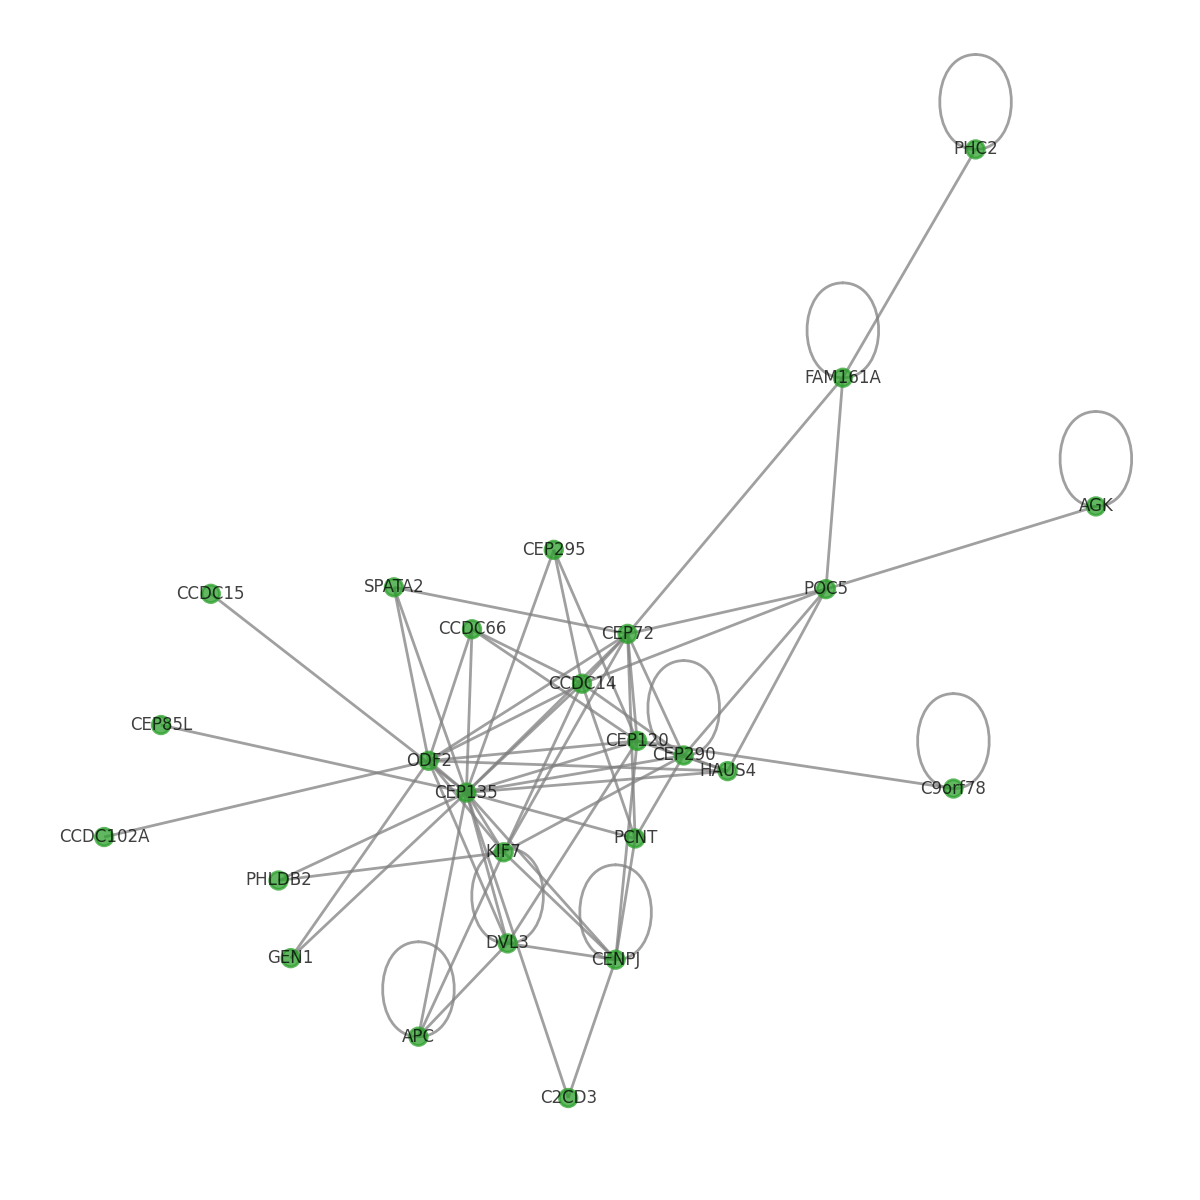 PHC2
FAM161A
AGK
CEP295
SPATA2
POC5
CCDC15
CCDC66
CEP72
CCDC14
CEP85L
CEP120
CEP290
ODF2
HAUS4
C9orf78
CEP135
CCDC102A
PCNT
KIF7
PHLDB2
DVL3
GEN1
CENPJ
APC
C2CD3